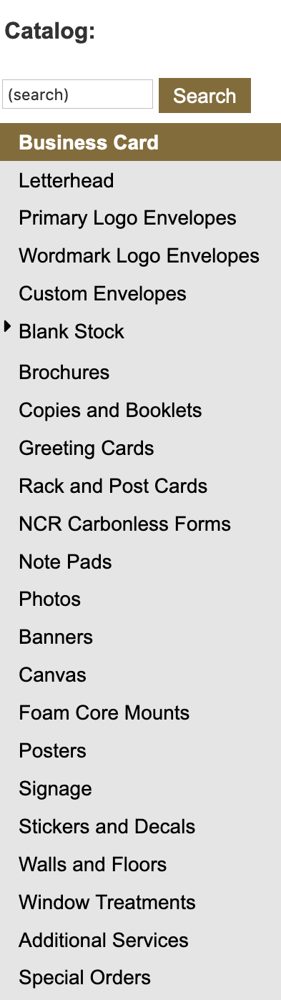 Catalog:
(search) Search
Business Card
Letterhead
Primary Logo Envelopes
Wordmark Logo Envelopes
Custom Envelopes
Blank Stock
Brochures
Copies and Booklets
Greeting Cards
Rack and Post Cards
NCR Carbonless Forms
Note Pads
Photos
Banners
Canvas
Foam Core Mounts
Posters
Signage
Stickers and Decals
Walls and Floors
Window Treatments
Additional Services
Special Orders